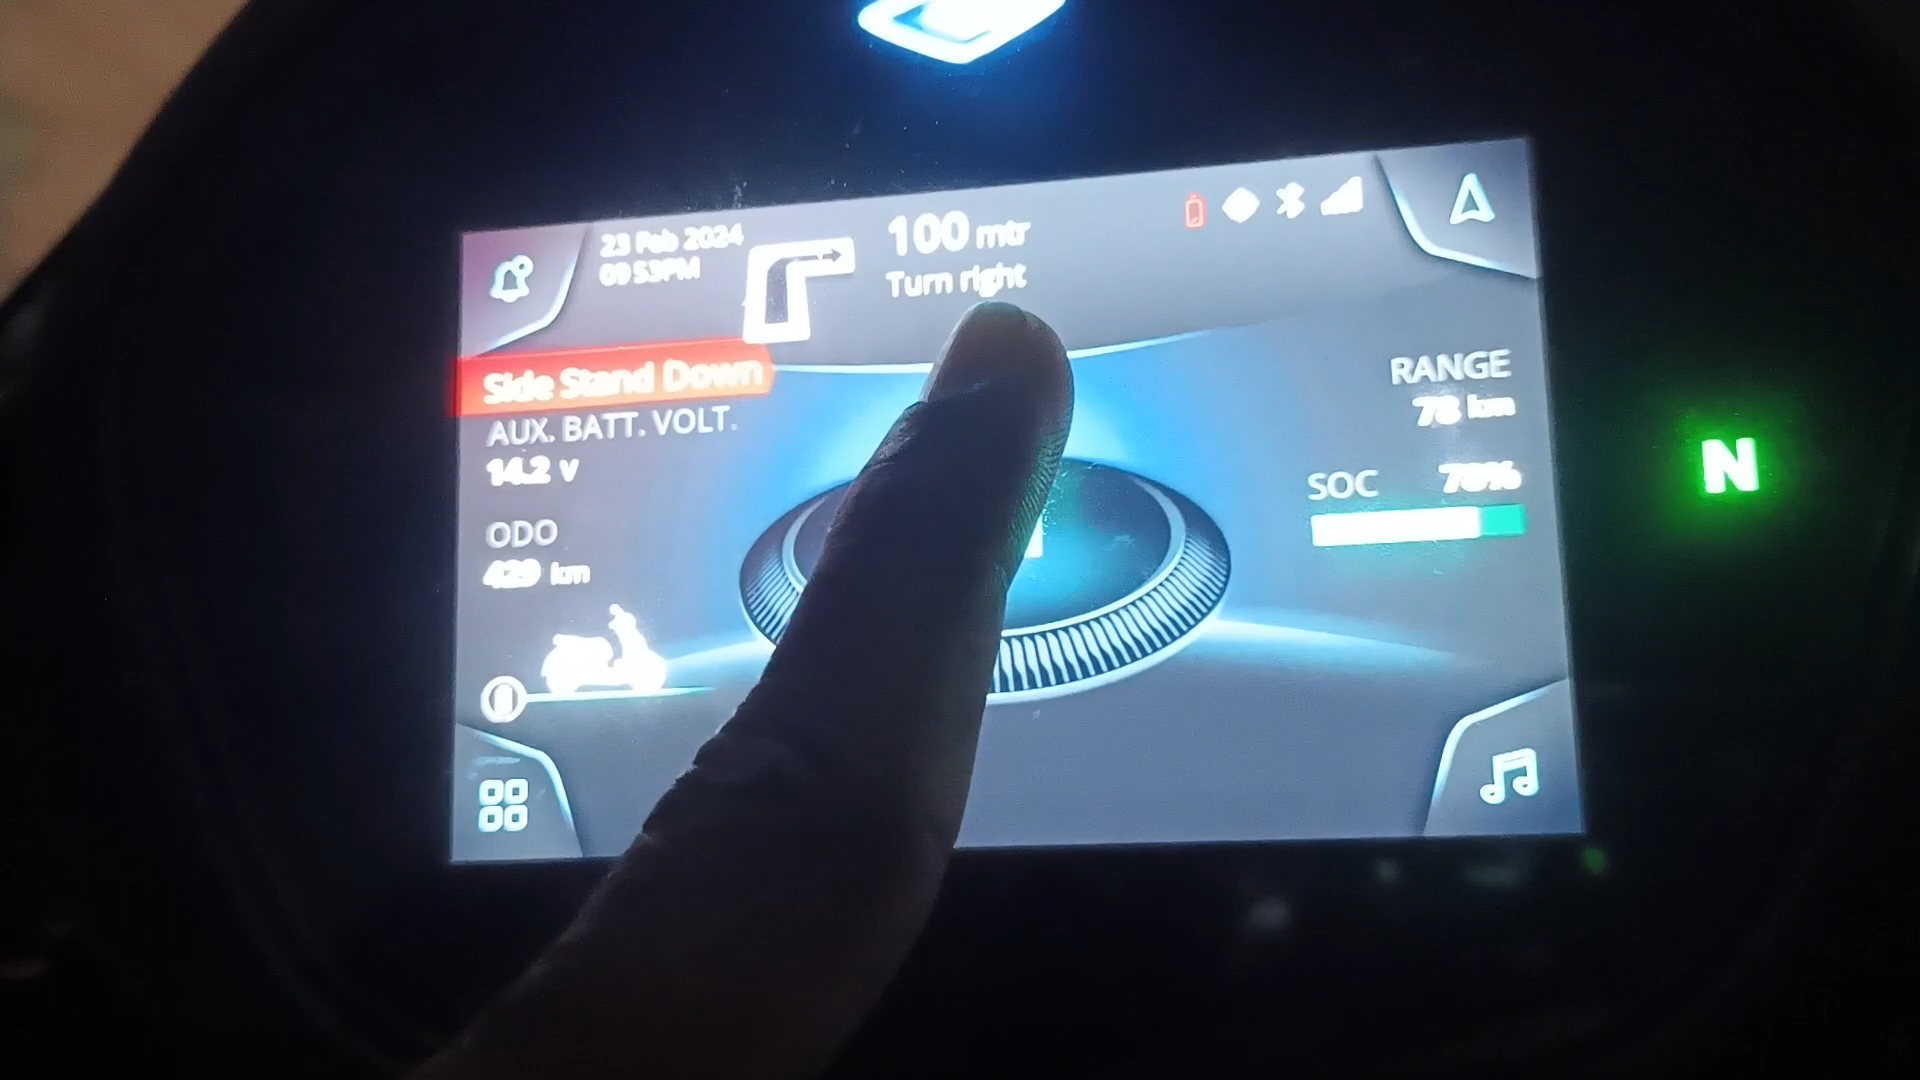 23 Feb 2024
09 53PM
100 mtr
Turn right
Side Stand Down
AUX. BATT. VOLT.
14.2 V
ODO
429 km
RANGE
78 km
SOC
N